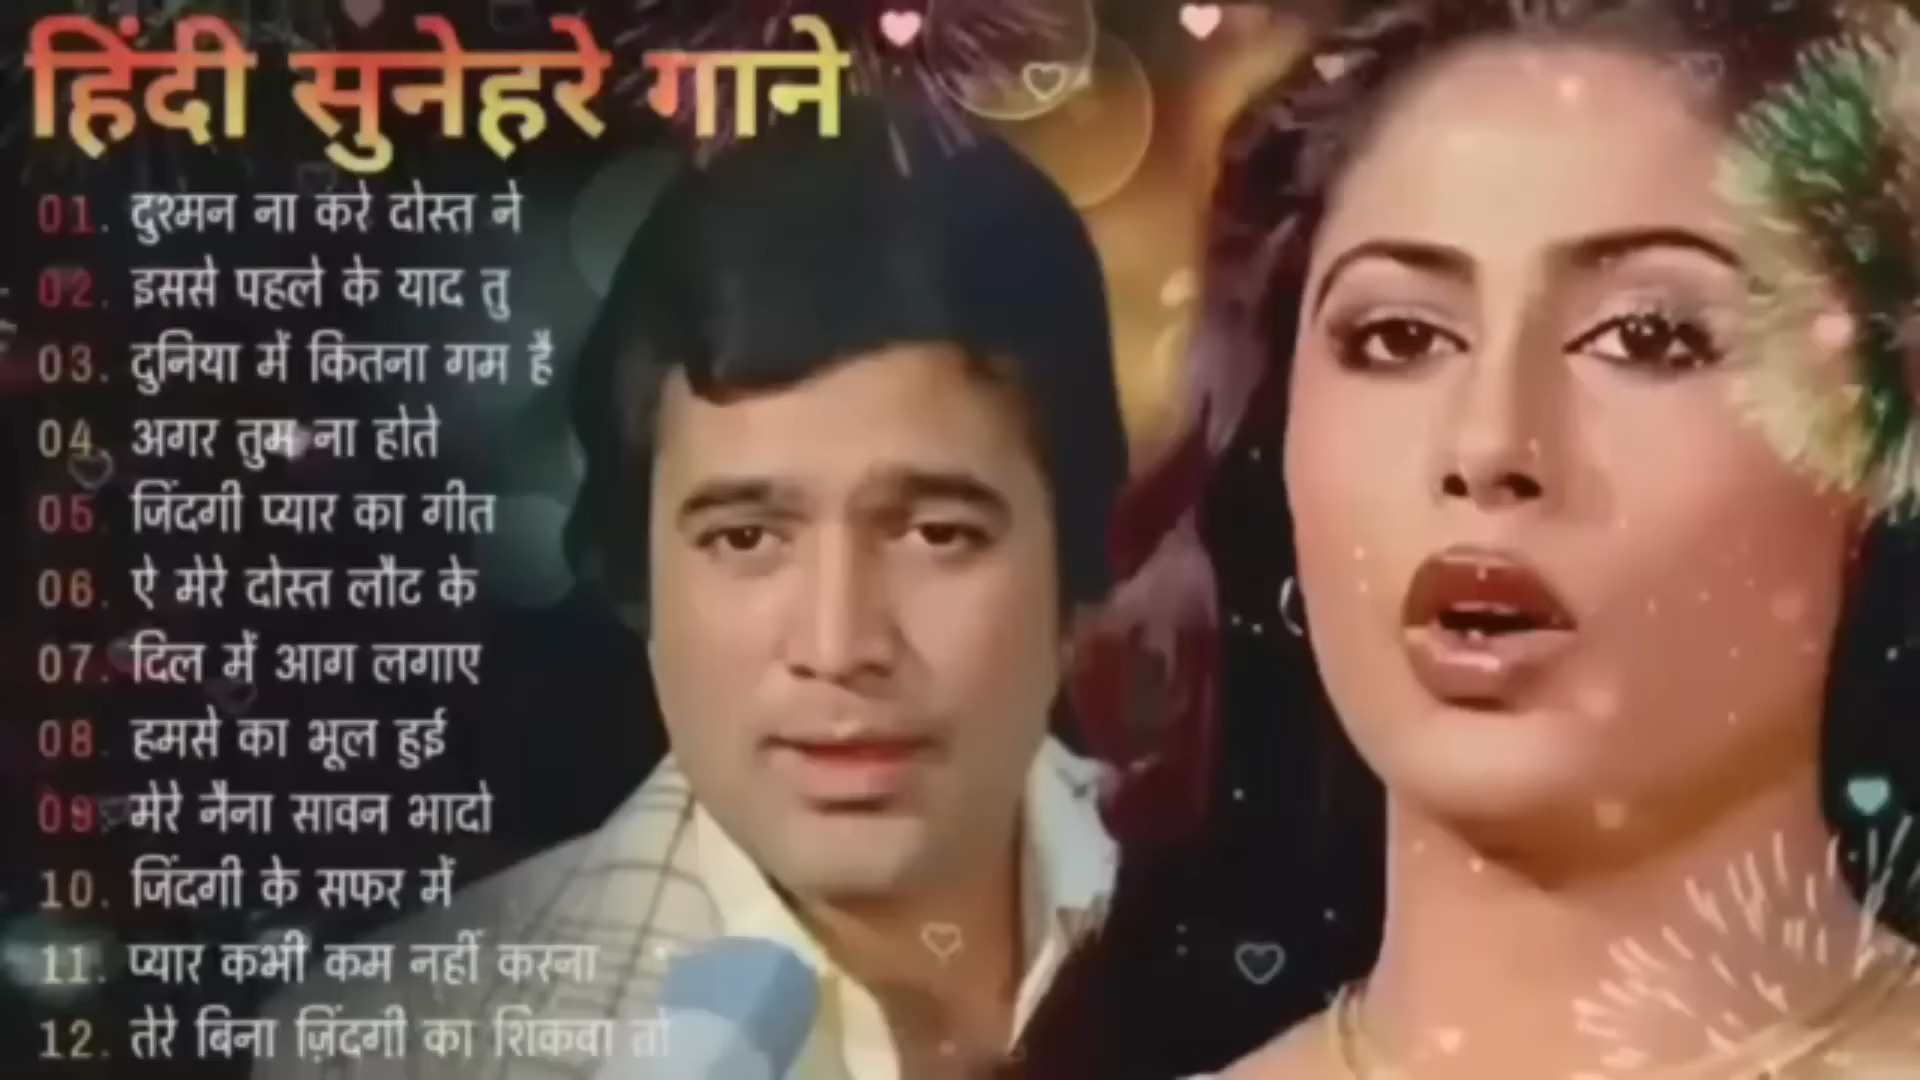 हिंदी सुनेहरे गाने
01. दुश्मन ना करे दोस्त ने
02. इससे पहले के याद तु
03. दुनिया में कितना गम है
04. अगर तुम ना होते
05. जिंदगी प्यार का गीत
06. ऐ मेरे दोस्त लौट के
07. दिल में आग लगाए
08. हमसे का भूल हुई
09. मेरे नैना सावन भादो
10. जिंदगी के सफर में
11. प्यार कभी कम नहीं करना
12. तेरे बिना ज़िंदगी का शिकवा तो